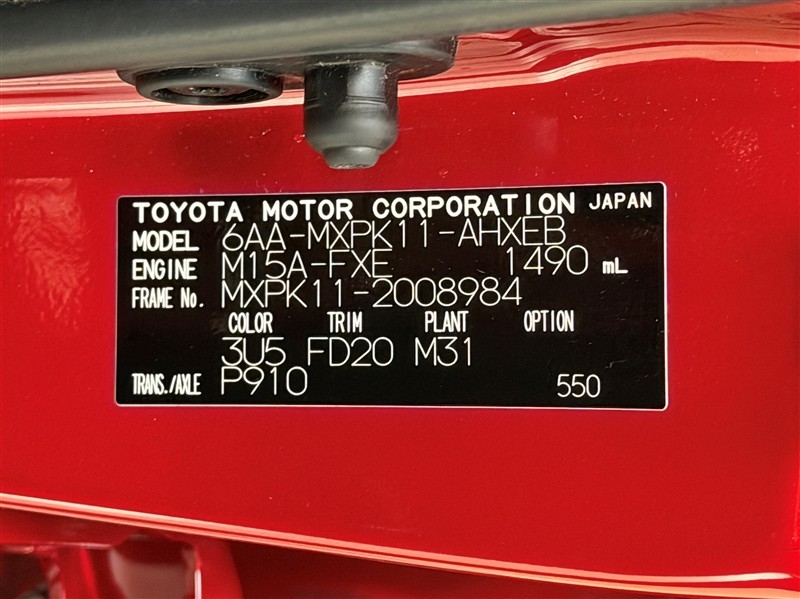 TOYOTA MOTOR CORPORATION JAPAN
MODEL 6AA-MXPK11-AHXEB
ENGINE M15A-FXE 1490 mL
FRAME No. MXPK11-2008984
COLOR TRIM PLANT OPTION
3U5 FD20 M31
TRANS./AXLE P910 550